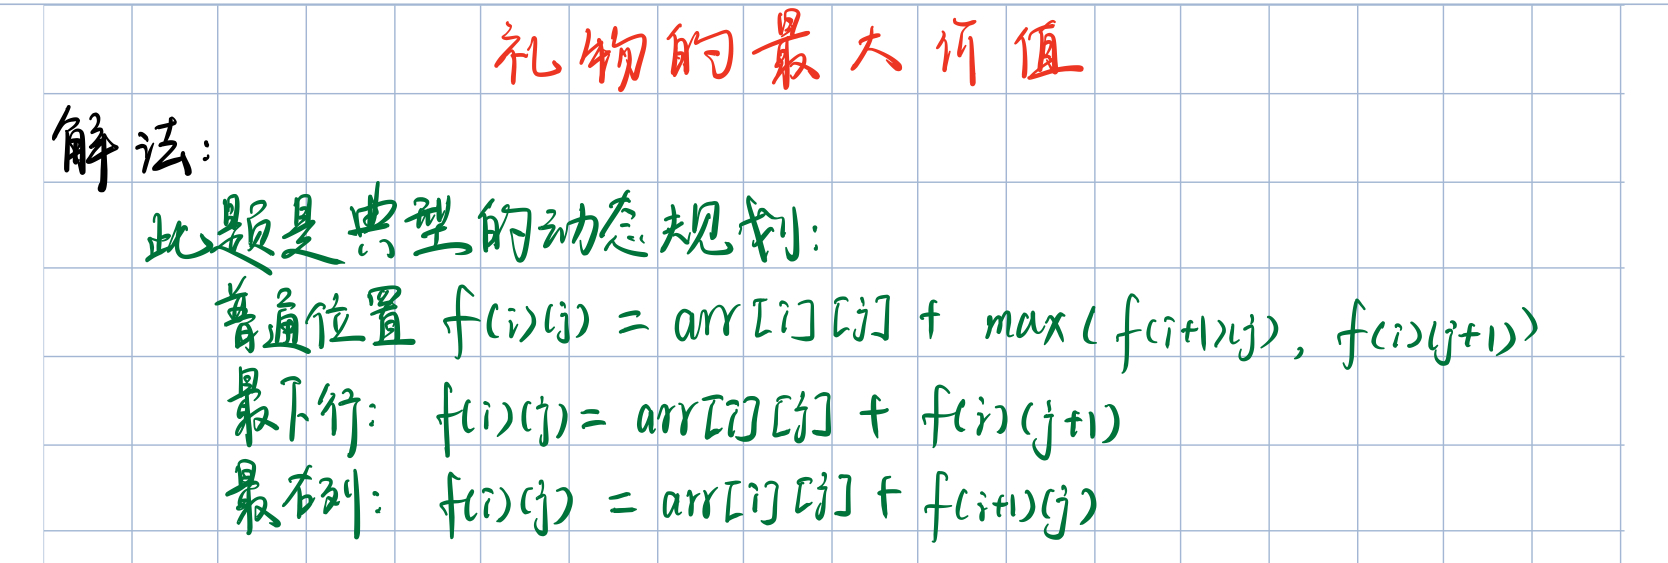 礼物的最大价值
解法:
此题是典型的动态规划:
普通位置 f(i)(j) = arr[i][j] + max(f(i+1)(j), f(i)(j+1))
最下行: f(i)(j) = arr[i][j] + f(i)(j+1)
最右列: f(i)(j) = arr[i][j] + f(i+1)(j)